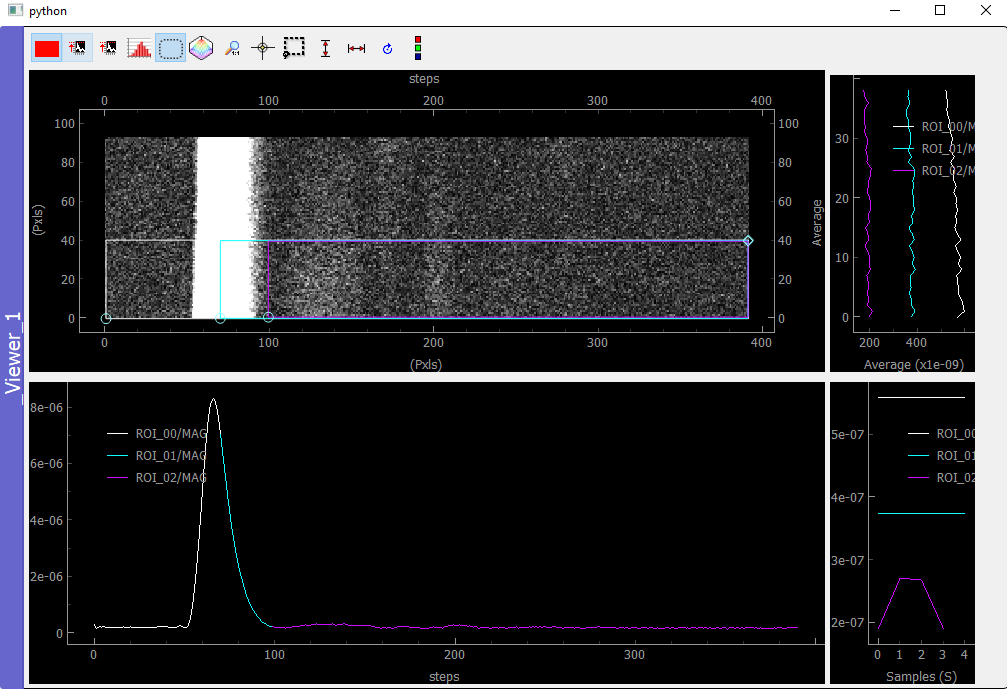 python
1:1
Viewer_1
steps
0 100 200 300 400
100 100
80 80
60 60
40 40
20 20
0 0
(Pxls)
0 100 200 300 400
(Pxls)
Average
30
20
10
0
ROI_00/M
ROI_01/M
ROI_02/M
200 400
Average (x1e-09)
8e-06
6e-06
4e-06
2e-06
0
ROI_00/MAG
ROI_01/MAG
ROI_02/MAG
0 100 200 300
steps
5e-07
4e-07
3e-07
2e-07
ROI_00
ROI_01
ROI_02
0 1 2 3 4
Samples (S)